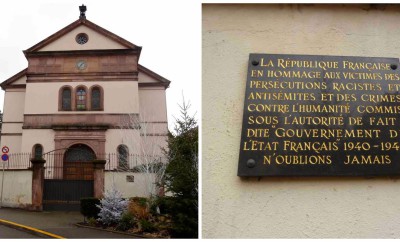 LA RÉPUBLIQUE FRANÇAISE
EN HOMMAGE AUX VICTIMES DES
PERSÉCUTIONS RACISTES ET
ANTISÉMITES ET DES CRIMES
CONTRE L'HUMANITÉ COMMIS
SOUS L'AUTORITÉ DE FAIT
DITE "GOUVERNEMENT D
L'ÉTAT FRANÇAIS" 1940-194
N'OUBLIONS JAMAIS